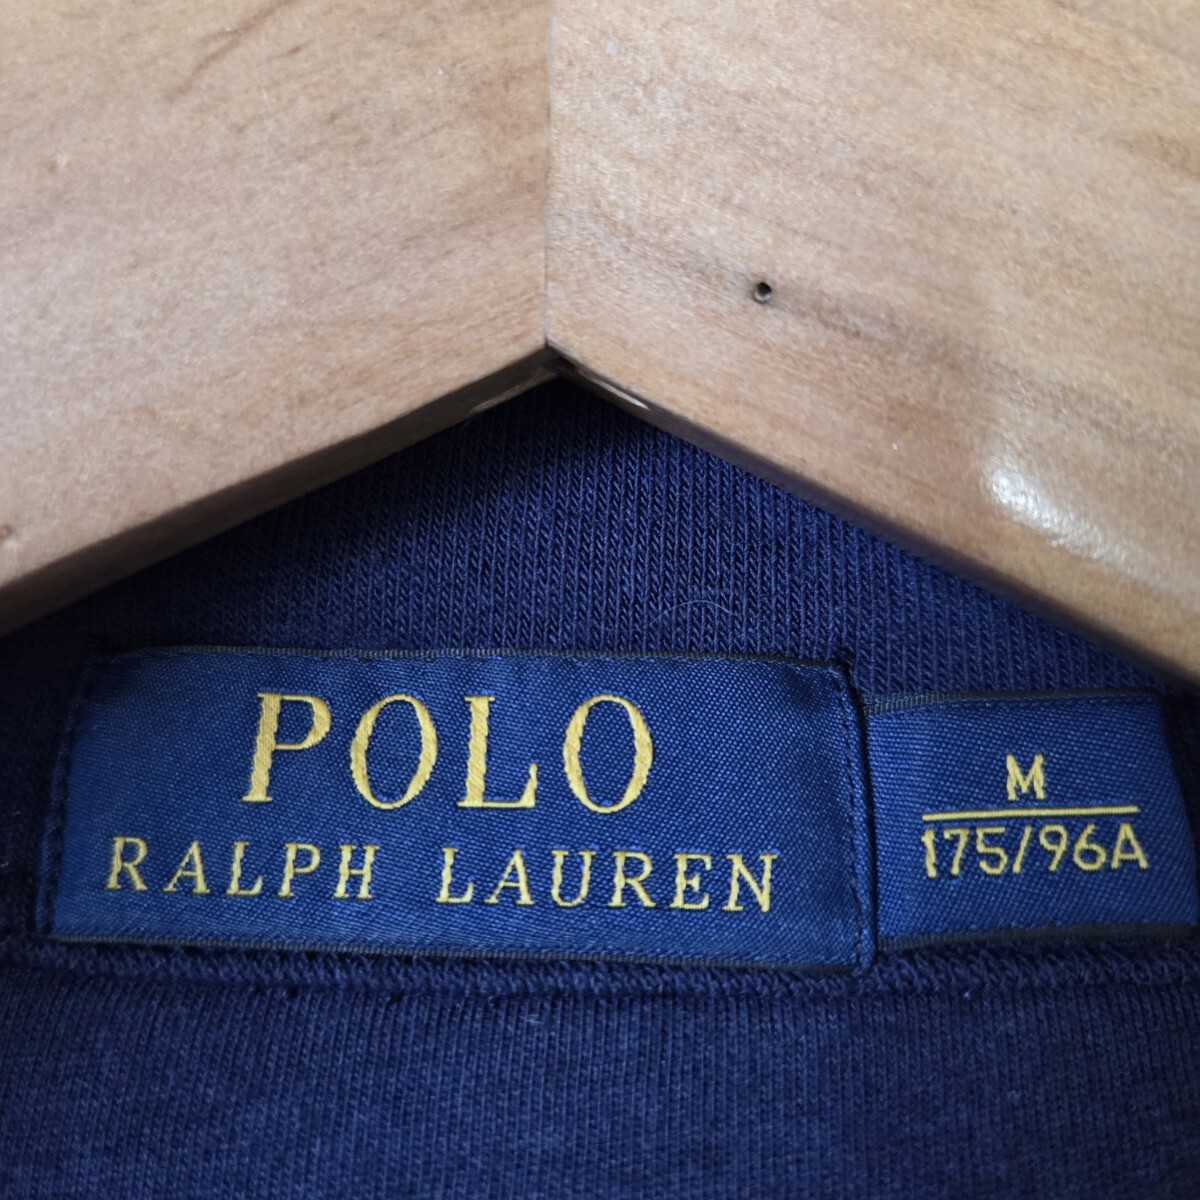 POLO
RALPH LAUREN
M
175/96A